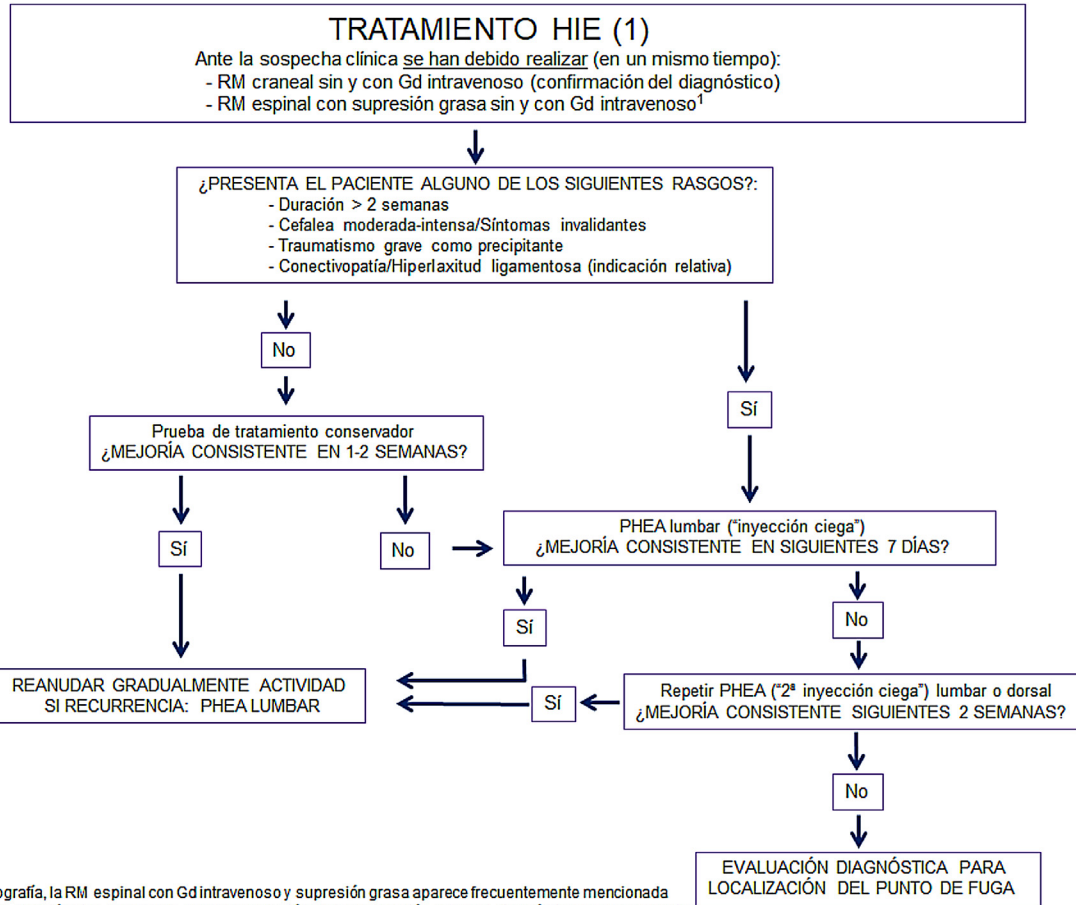 TRATAMIENTO HIE (1)
Ante la sospecha clínica se han debido realizar (en un mismo tiempo):
- RM craneal sin y con Gd intravenoso (confirmación del diagnóstico)
- RM espinal con supresión grasa sin y con Gd intravenoso1
¿PRESENTA EL PACIENTE ALGUNO DE LOS SIGUIENTES RASGOS?:
- Duración > 2 semanas
- Cefalea moderada-intensa/Síntomas invalidantes
- Traumatismo grave como precipitante
- Conectivopatía/Hiperlaxitud ligamentosa (indicación relativa)
No
Sí
Prueba de tratamiento conservador
¿MEJORÍA CONSISTENTE EN 1-2 SEMANAS?
Sí
No
PHEA lumbar (“inyección ciega”)
¿MEJORÍA CONSISTENTE EN SIGUIENTES 7 DÍAS?
Sí
No
REANUDAR GRADUALMENTE ACTIVIDAD
SI RECURRENCIA: PHEA LUMBAR
Sí
Repetir PHEA (“2ª inyección ciega”) lumbar o dorsal
¿MEJORÍA CONSISTENTE SIGUIENTES 2 SEMANAS?
No
EVALUACIÓN DIAGNÓSTICA PARA
LOCALIZACIÓN DEL PUNTO DE FUGA
ografía, la RM espinal con Gd intravenoso y supresión grasa aparece frecuentemente mencionada